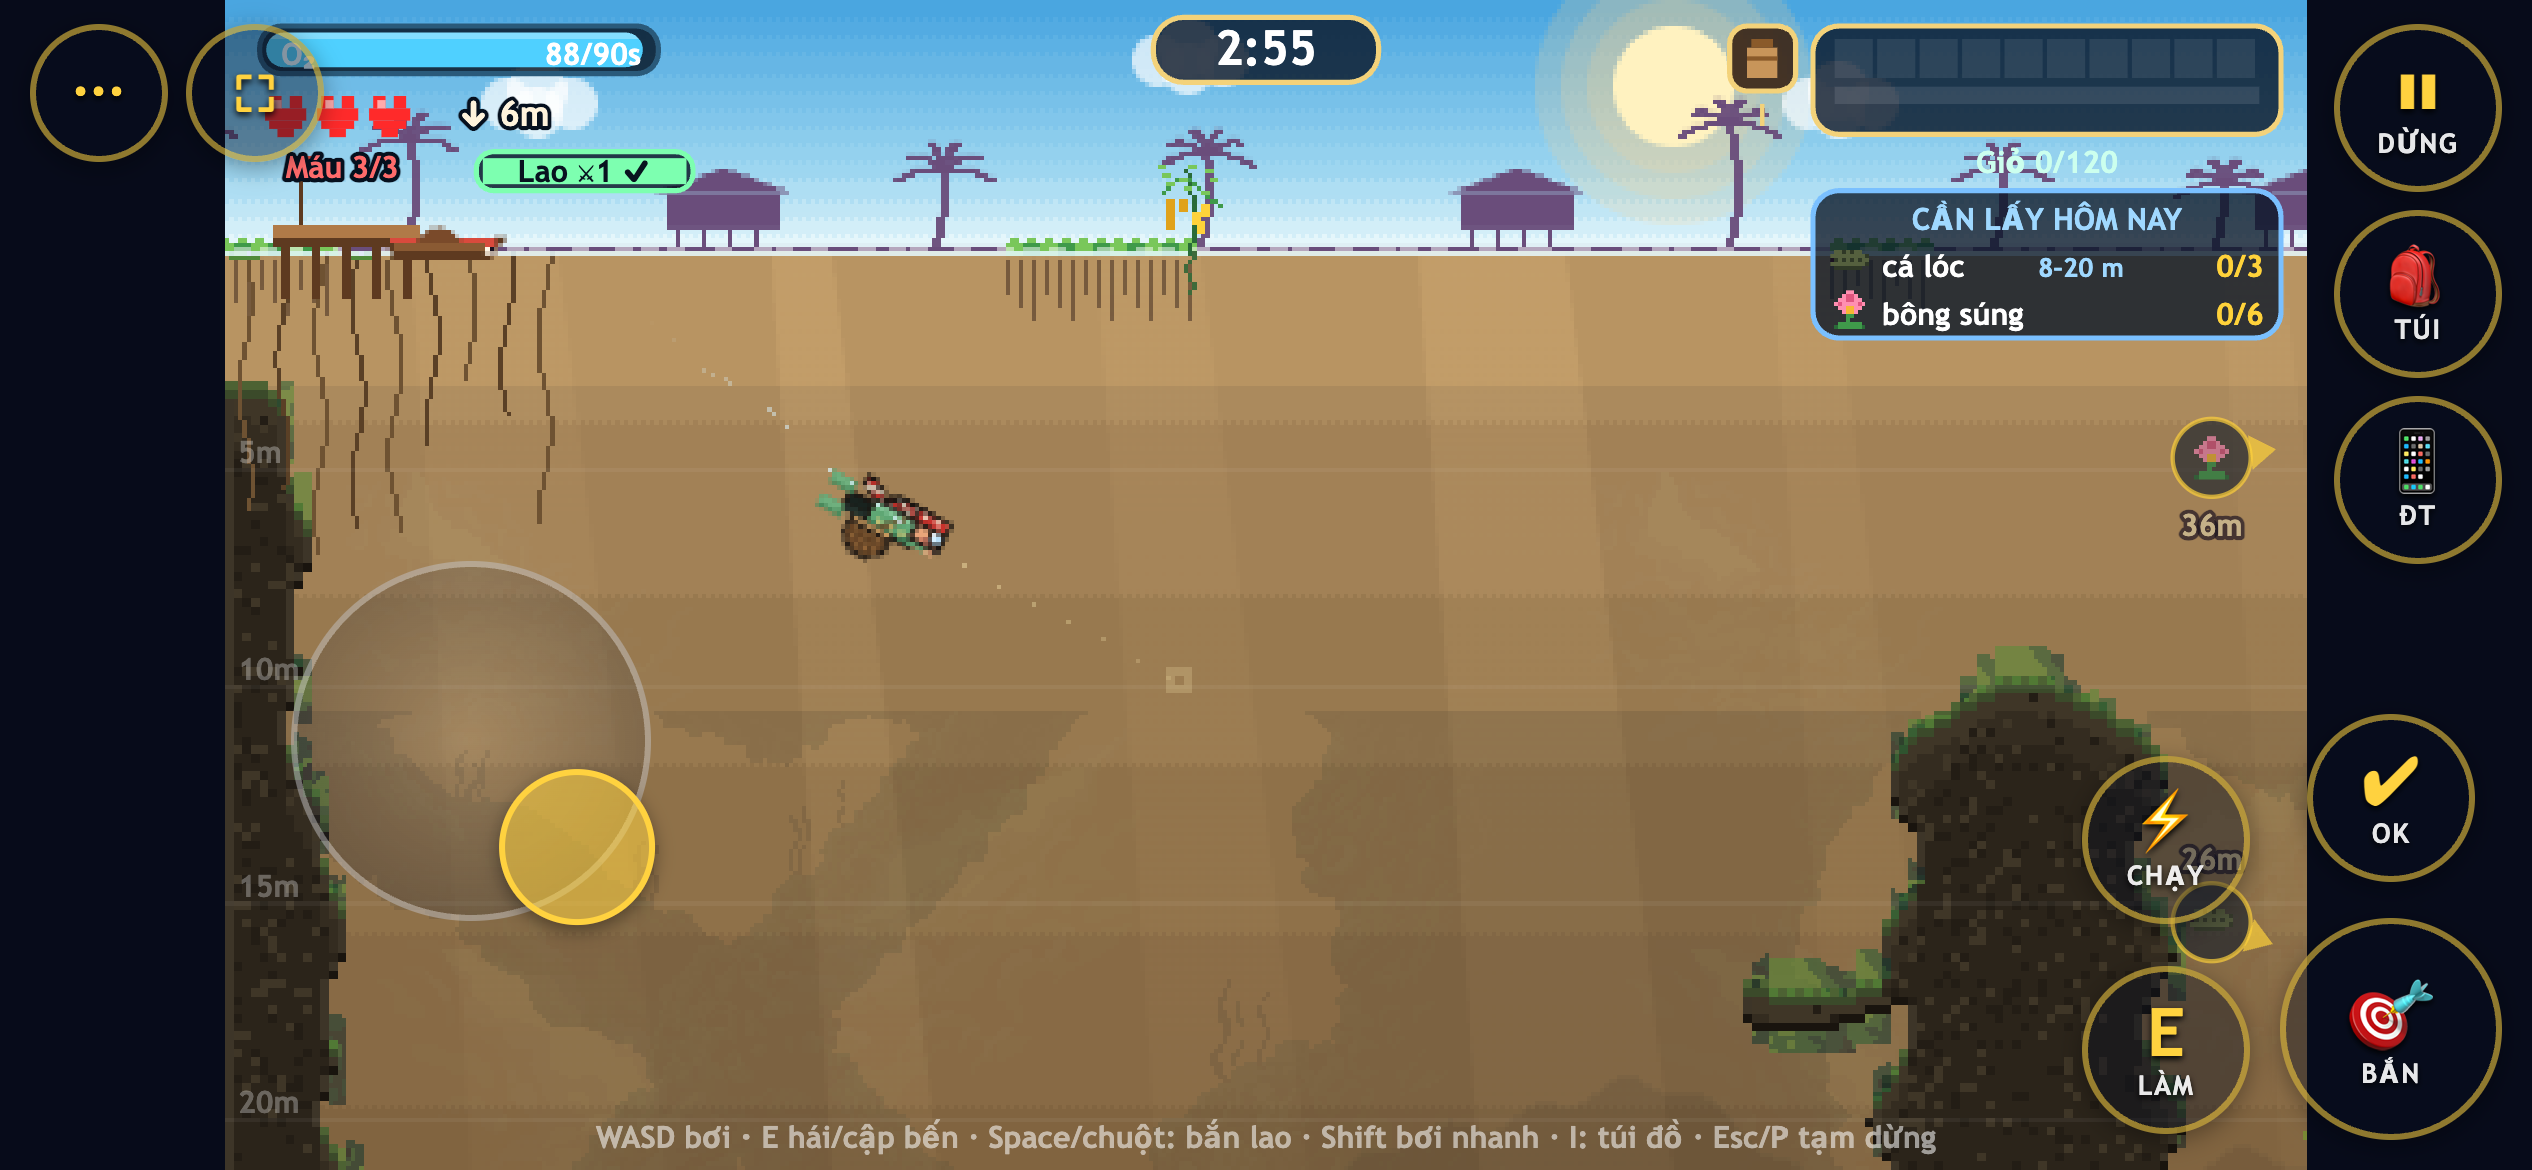 O₂ 88/90s
2:55
6m
Máu 3/3
Lao ⚔1 ✔
Giỏ 0/120
CẦN LẤY HÔM NAY
cá lóc 8-20 m 0/3
bông súng 0/6
DỪNG
TÚI
ĐT
5m
36m
10m
15m
26m
CHẠY
OK
20m
E
LÀM
BẮN
WASD bơi · E hái/cập bến · Space/chuột: bắn lao · Shift bơi nhanh · I: túi đồ · Esc/P tạm dừng